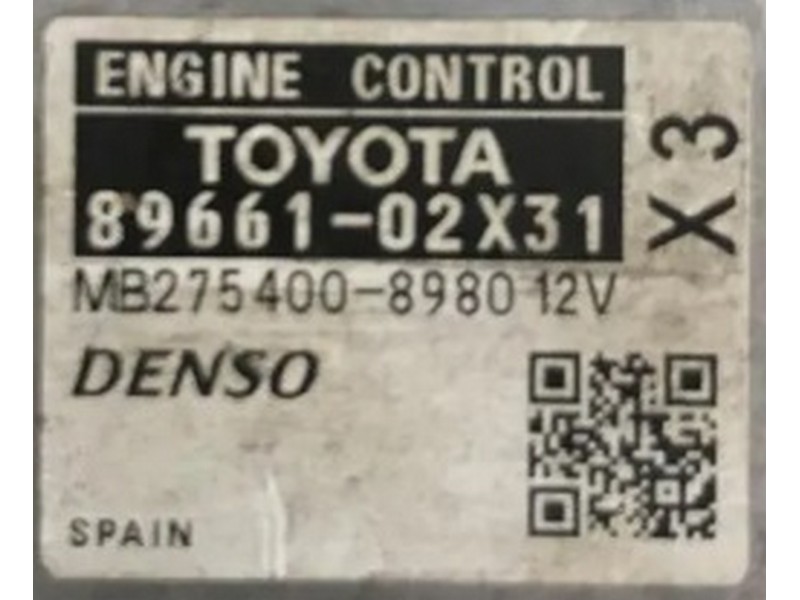 ENGINE CONTROL
TOYOTA
89661-02X31
X3
MB275400-8980 12V
DENSO
SPAIN